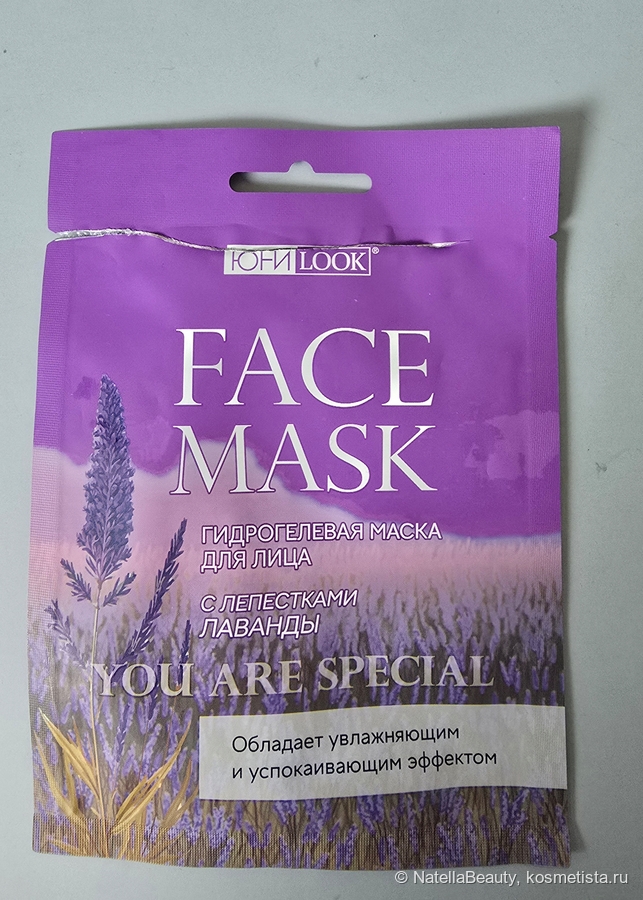 ЮНИLOOK®
FACE
MASK
ГИДРОГЕЛЕВАЯ МАСКА
ДЛЯ ЛИЦА
С ЛЕПЕСТКАМИ
ЛАВАНДЫ
YOU ARE SPECIAL
Обладает увлажняющим
и успокаивающим эффектом
© NatellaBeauty, kosmetista.ru